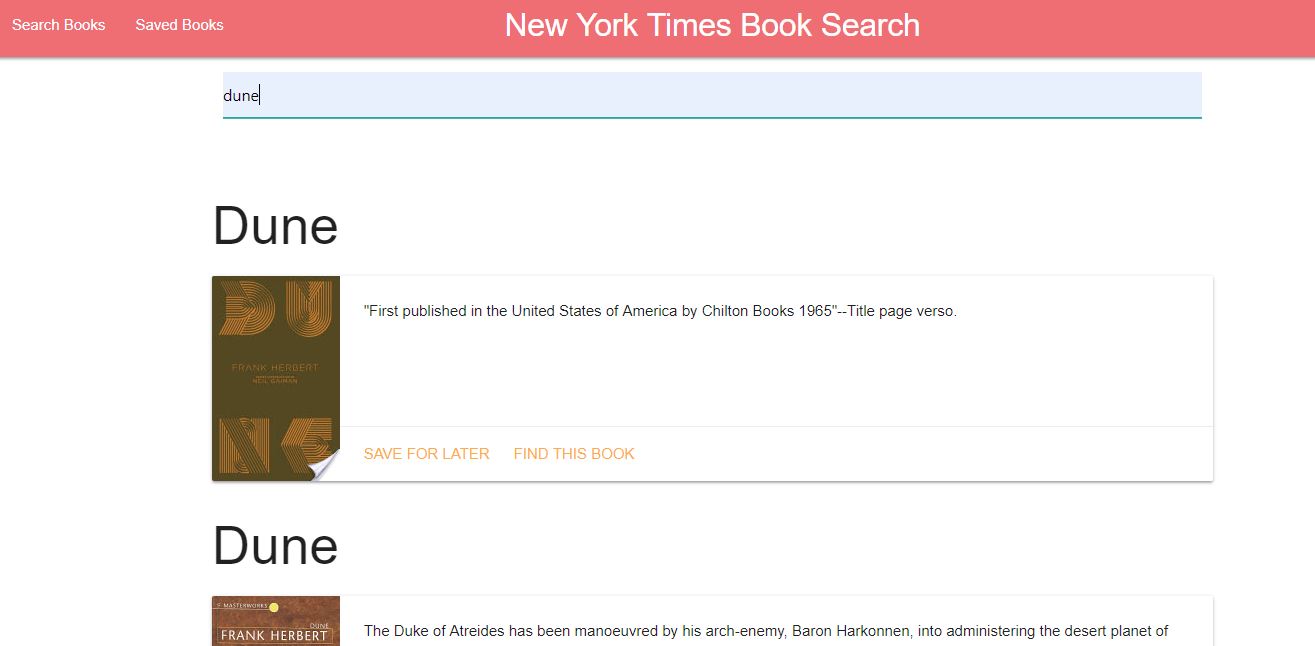 Search Books
Saved Books
New York Times Book Search
dune
Dune
DU
FRANK HERBERT
NEIL GAIMAN
NE
"First published in the United States of America by Chilton Books 1965"--Title page verso.
SAVE FOR LATER
FIND THIS BOOK
Dune
MASTERWORKS
DUNE
FRANK HERBERT
The Duke of Atreides has been manoeuvred by his arch-enemy, Baron Harkonnen, into administering the desert planet of